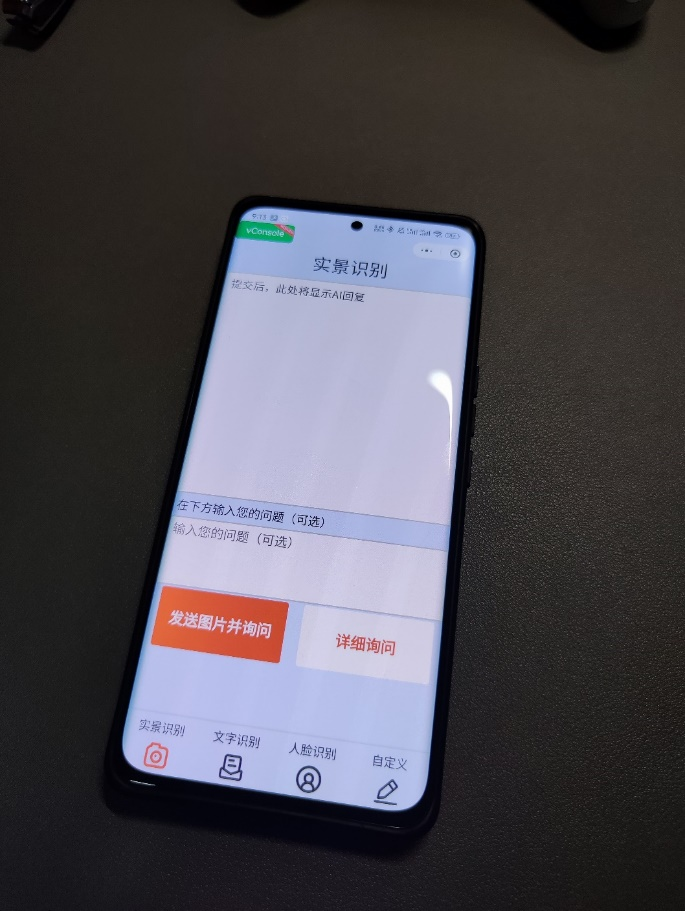 vConsole
实景识别
提交后，此处将显示AI回复
在下方输入您的问题（可选）
输入您的问题（可选）
发送图片并询问
详细询问
实景识别
文字识别
人脸识别
自定义